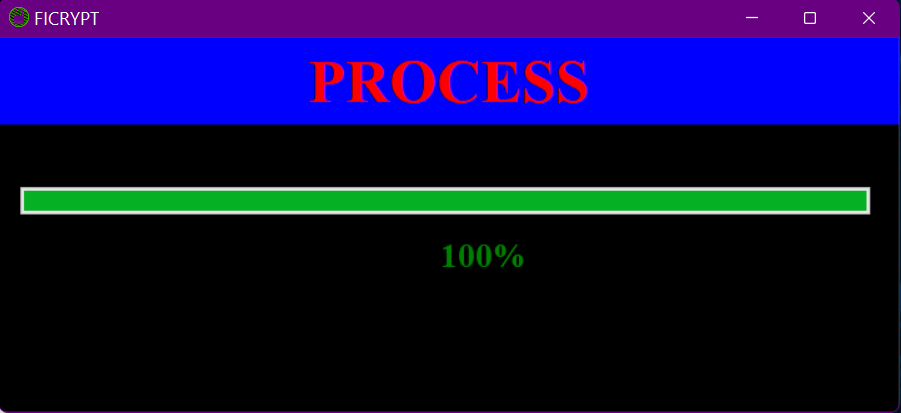 FICRYPT
PROCESS
100%